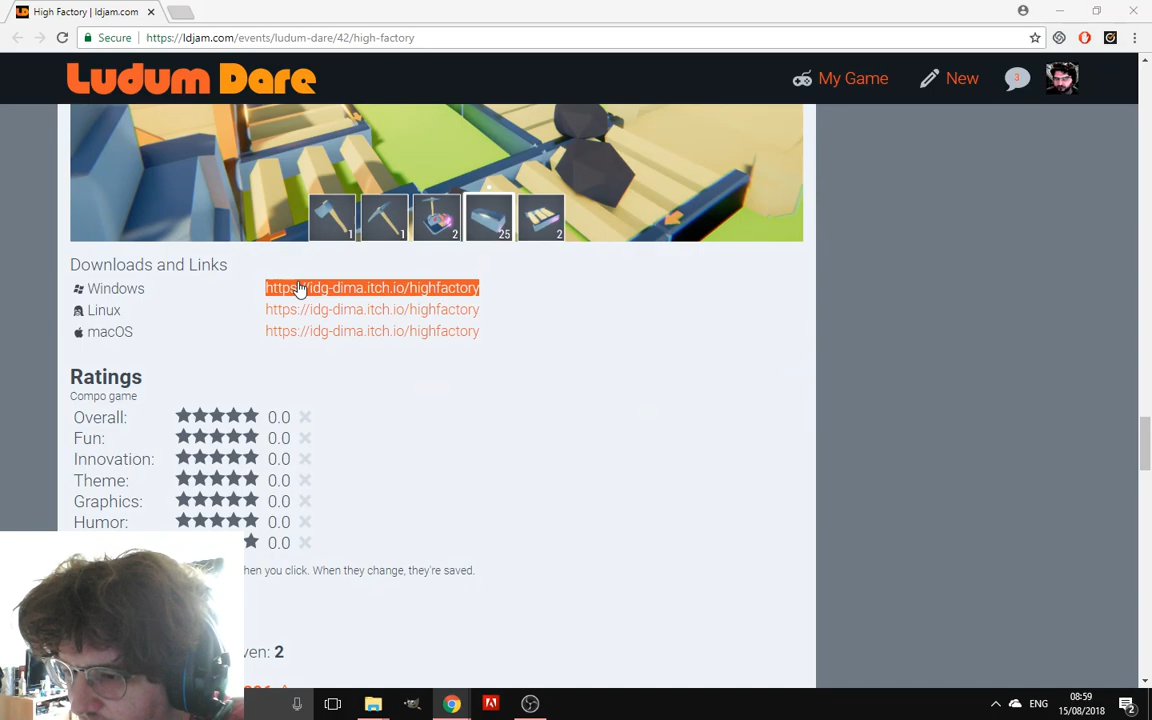 High Factory | ldjam.com
Secure https://ldjam.com/events/ludum-dare/42/high-factory
Ludum Dare
My Game
New
3
1
1
2
25
2
Downloads and Links
Windows https://idg-dima.itch.io/highfactory
Linux https://idg-dima.itch.io/highfactory
macOS https://idg-dima.itch.io/highfactory
Ratings
Compo game
Overall: 0.0
Fun: 0.0
Innovation: 0.0
Theme: 0.0
Graphics: 0.0
Humor: 0.0
0.0
hen you click. When they change, they're saved.
ven: 2
ENG
08:59
15/08/2018
2